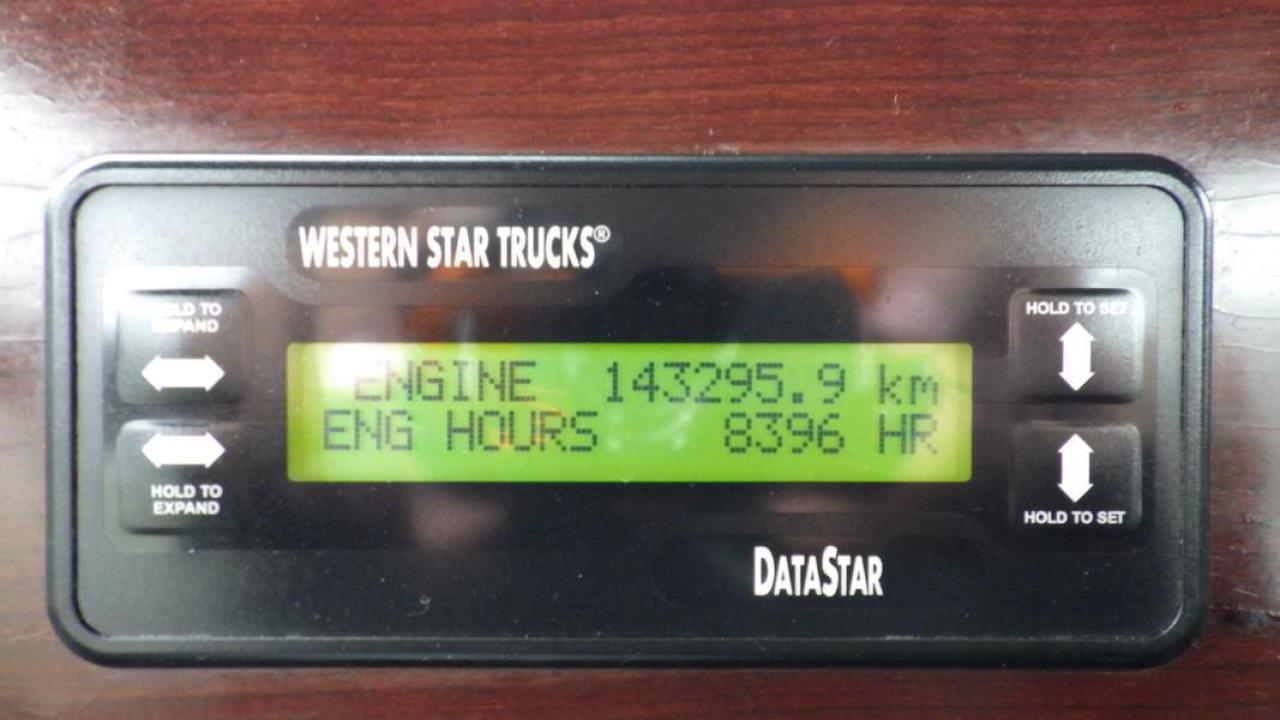 WESTERN STAR TRUCKS®
HOLD TO
EXPAND
HOLD TO SET
ENGINE 143295.9 km
ENG HOURS 8396 HR
HOLD TO
EXPAND
HOLD TO SET
DATASTAR